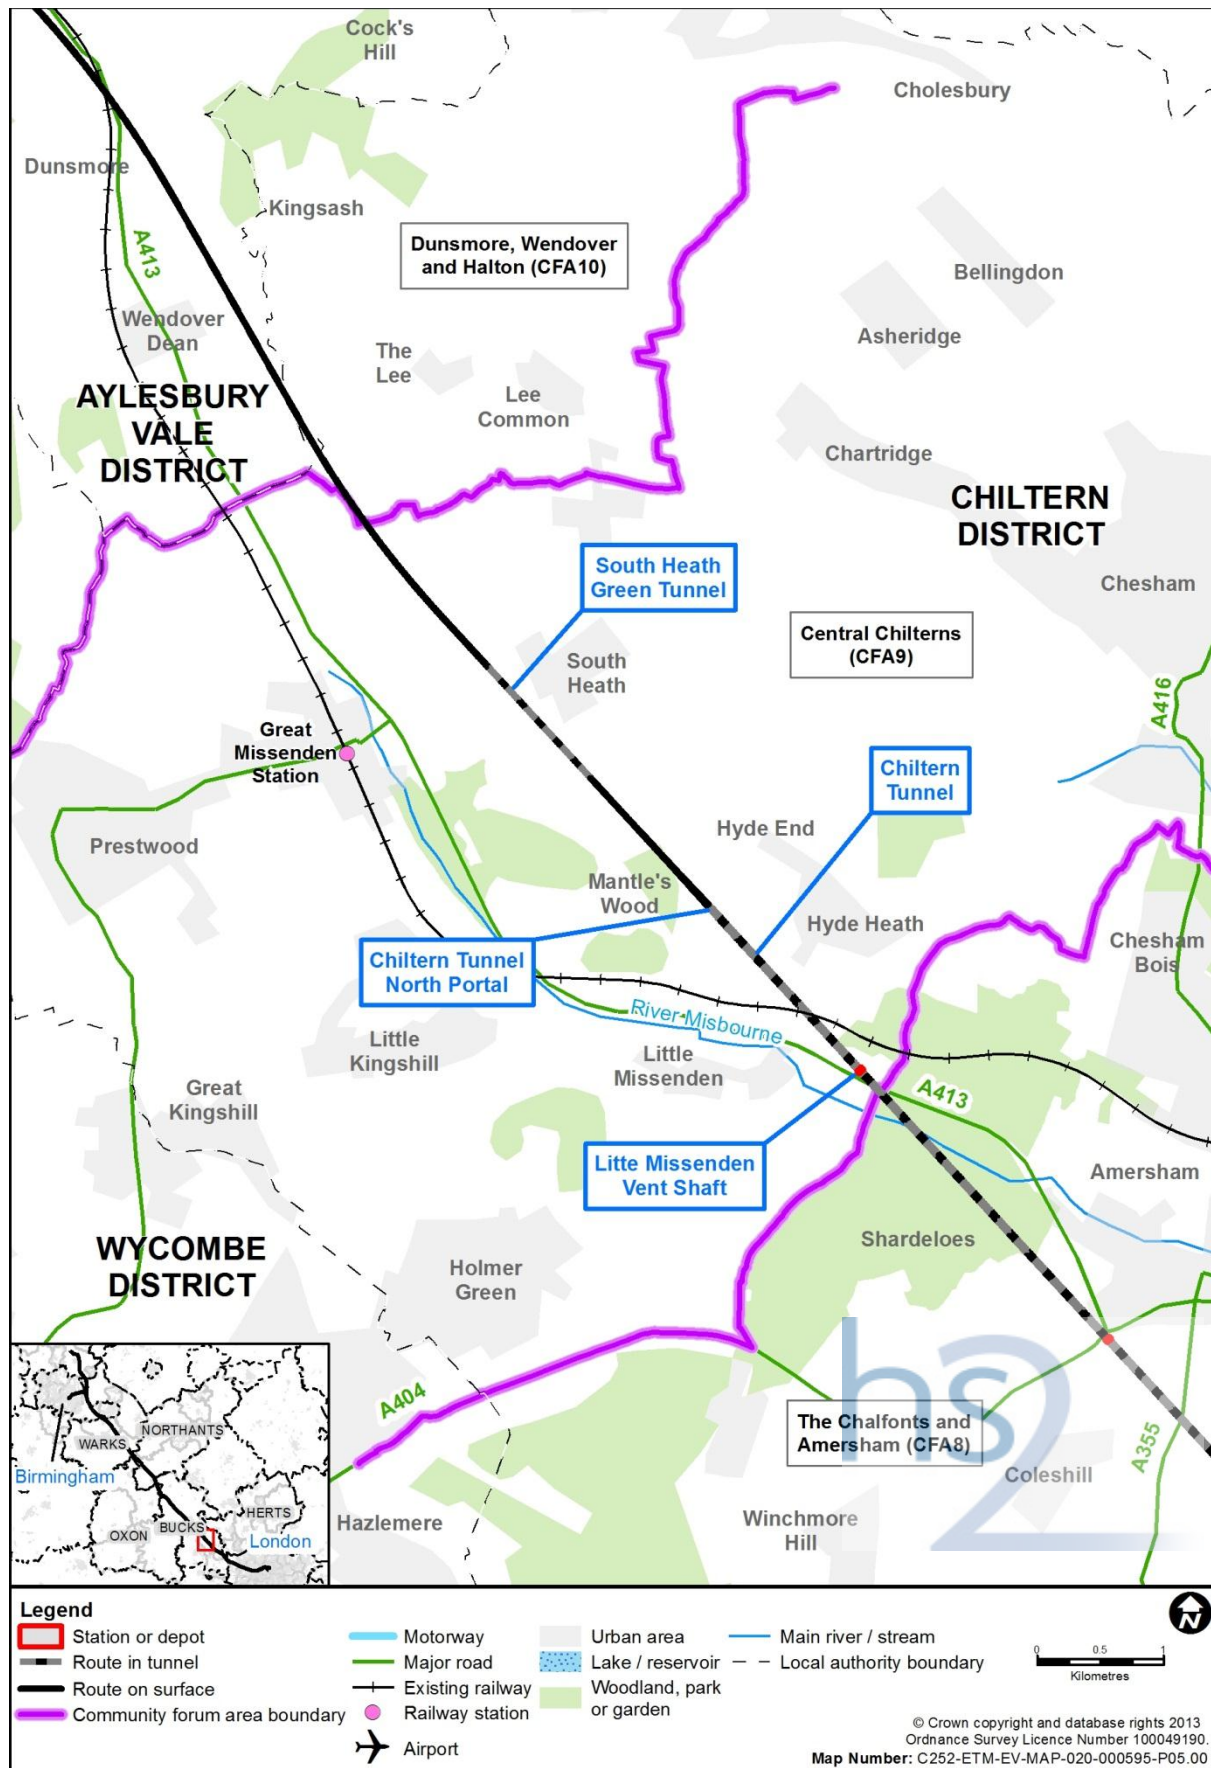 Cock's
Hill
Cholesbury
Dunsmore
Kingsash
A413
Dunsmore, Wendover
and Halton (CFA10)
Bellingdon
Wendover
Dean
Asheridge
The
Lee
Lee
Common
AYLESBURY
VALE
DISTRICT
Chartridge
CHILTERN
DISTRICT
South Heath
Green Tunnel
Chesham
Central Chilterns
(CFA9)
South
Heath
A416
Great
Missenden
Station
Chiltern
Tunnel
Hyde End
Prestwood
Mantle's
Wood
Hyde Heath
Chesham
Bois
Chiltern Tunnel
North Portal
River Misbourne
Little
Kingshill
Little
Missenden
Great
Kingshill
A413
Litte Missenden
Vent Shaft
Amersham
Shardeloes
WYCOMBE
DISTRICT
Holmer
Green
hs2
A404
The Chalfonts and
Amersham (CFA8)
A355
Coleshill
Hazlemere
Winchmore
Hill
NORTHANTS
WARKS
Birmingham
HERTS
BUCKS
OXON
London
Legend
Station or depot
Route in tunnel
Route on surface
Community forum area boundary
Motorway
Major road
Existing railway
Railway station
Airport
Urban area
Lake / reservoir
Woodland, park
or garden
Main river / stream
Local authority boundary
N
0 0.5 1
Kilometres
© Crown copyright and database rights 2013
Ordnance Survey Licence Number 100049190.
Map Number: C252-ETM-EV-MAP-020-000595-P05.00